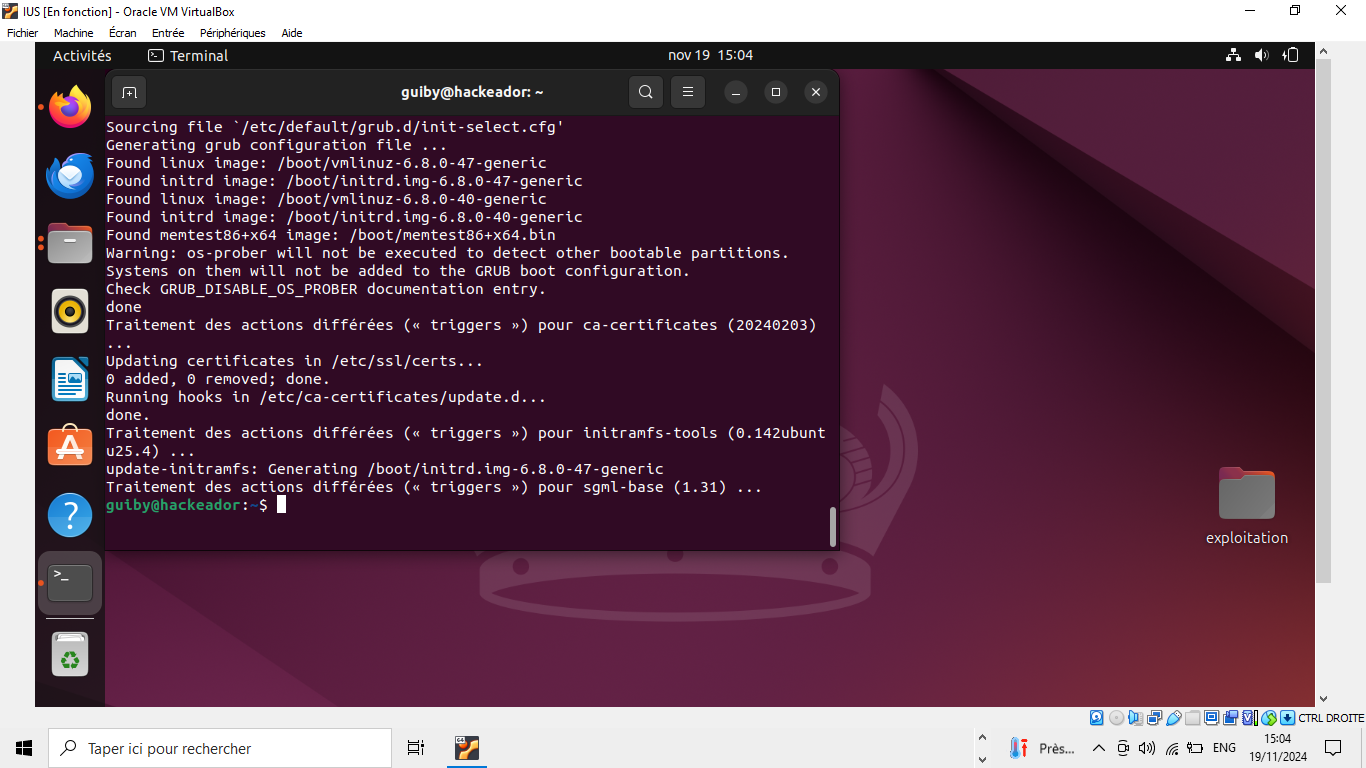 IUS [En fonction] - Oracle VM VirtualBox
Fichier Machine Écran Entrée Périphériques Aide
Activités Terminal nov 19 15:04
guiby@hackeador: ~
Sourcing file `/etc/default/grub.d/init-select.cfg'
Generating grub configuration file ...
Found linux image: /boot/vmlinuz-6.8.0-47-generic
Found initrd image: /boot/initrd.img-6.8.0-47-generic
Found linux image: /boot/vmlinuz-6.8.0-40-generic
Found initrd image: /boot/initrd.img-6.8.0-40-generic
Found memtest86+x64 image: /boot/memtest86+x64.bin
Warning: os-prober will not be executed to detect other bootable partitions.
Systems on them will not be added to the GRUB boot configuration.
Check GRUB_DISABLE_OS_PROBER documentation entry.
done
Traitement des actions différées (« triggers ») pour ca-certificates (20240203)
...
Updating certificates in /etc/ssl/certs...
0 added, 0 removed; done.
Running hooks in /etc/ca-certificates/update.d...
done.
Traitement des actions différées (« triggers ») pour initramfs-tools (0.142ubunt
u25.4) ...
update-initramfs: Generating /boot/initrd.img-6.8.0-47-generic
Traitement des actions différées (« triggers ») pour sgml-base (1.31) ...
guiby@hackeador:~$
exploitation
CTRL DROITE
Taper ici pour rechercher
Près...
ENG
15:04
19/11/2024